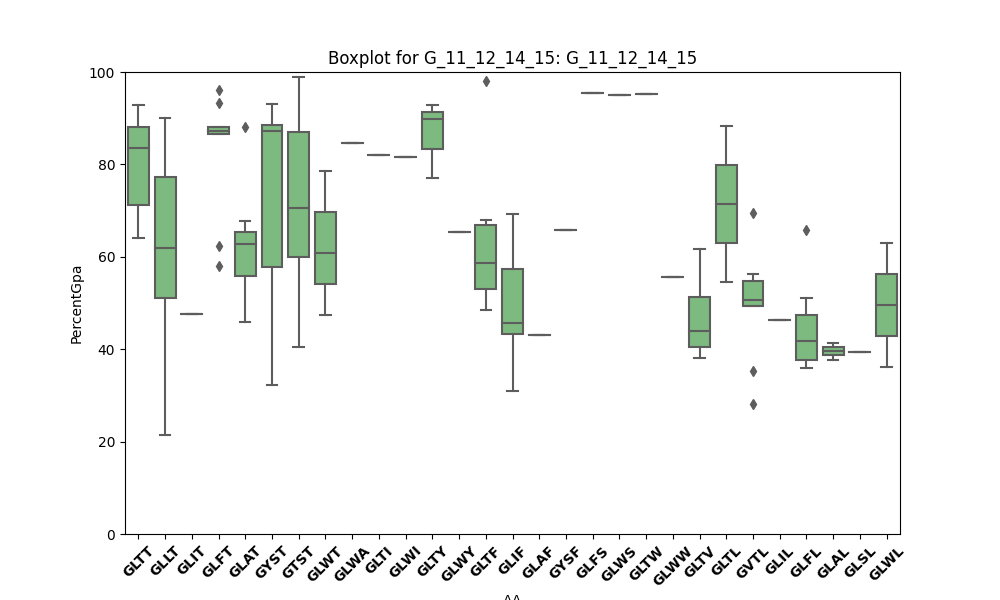 Boxplot for G_11_12_14_15: G_11_12_14_15
100
80
60
40
20
0
PercentGpa
GLTT GLLT GLIT GLFT GLAT GYST GTST GLWT GLWA GLTI GLWI GLTY GLWY GLTF GLIF GLAF GYSF GLFS GLWS GLTW GLWW GLTV GLTL GVTL GLIL GLFL GLAL GLSL GLWL
AA